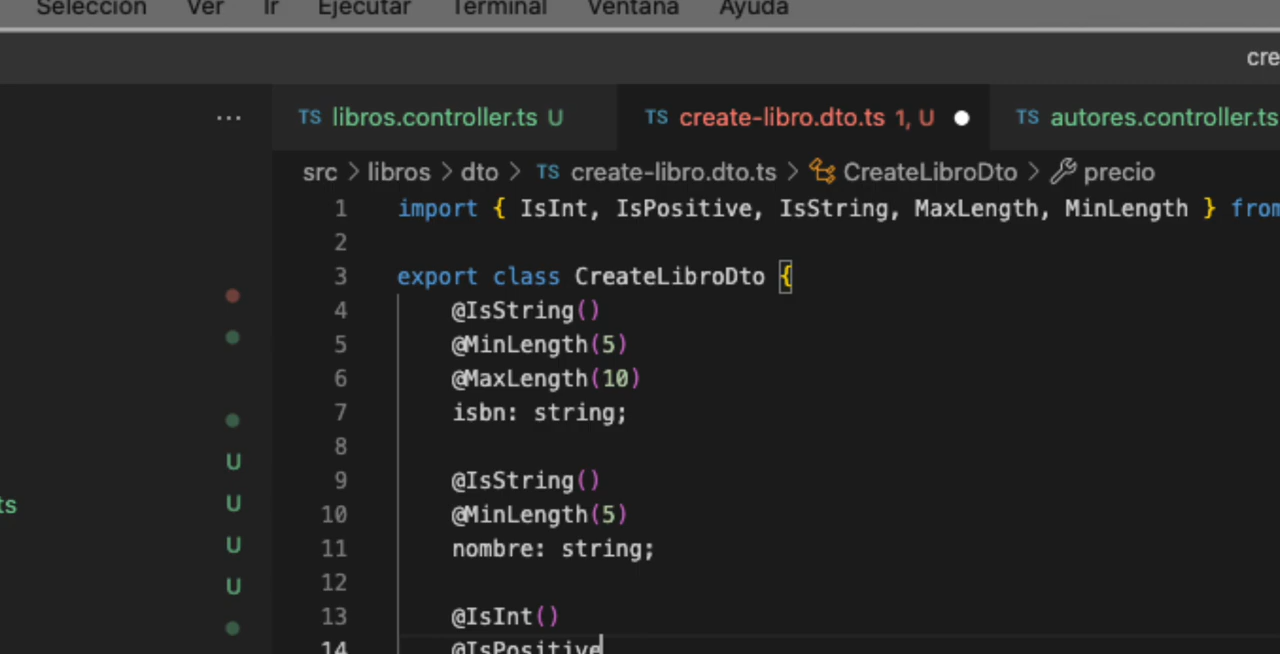 Selección Ver Ir Ejecutar Terminal Ventana Ayuda
cre
··· TS libros.controller.ts U TS create-libro.dto.ts 1, U ● TS autores.controller.ts
src > libros > dto > TS create-libro.dto.ts > CreateLibroDto > precio
1 import { IsInt, IsPositive, IsString, MaxLength, MinLength } from
2
3 export class CreateLibroDto {
4 @IsString()
5 @MinLength(5)
6 @MaxLength(10)
7 isbn: string;
8
U
9 @IsString()
ts U
10 @MinLength(5)
11 nombre: string;
U
12
U
13 @IsInt()
14 @IsPositive